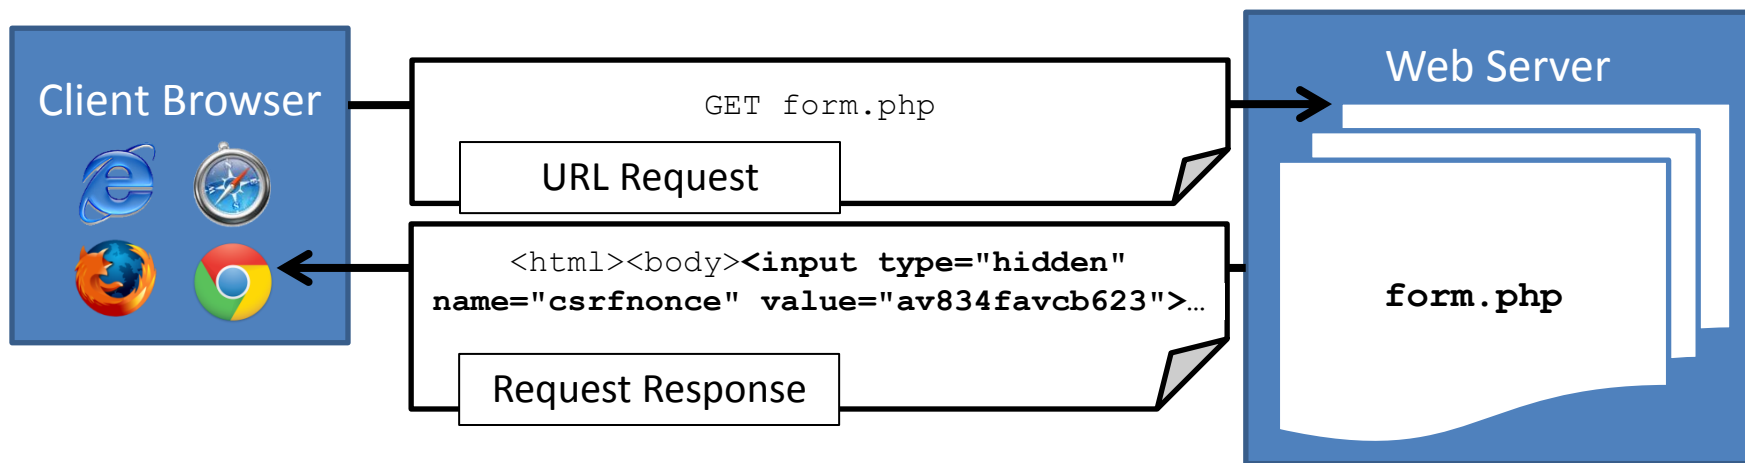 Client Browser
GET form.php
URL Request
<html><body><input type="hidden"
name="csrfnonce" value="av834favcb623">…
Request Response
Web Server
form.php